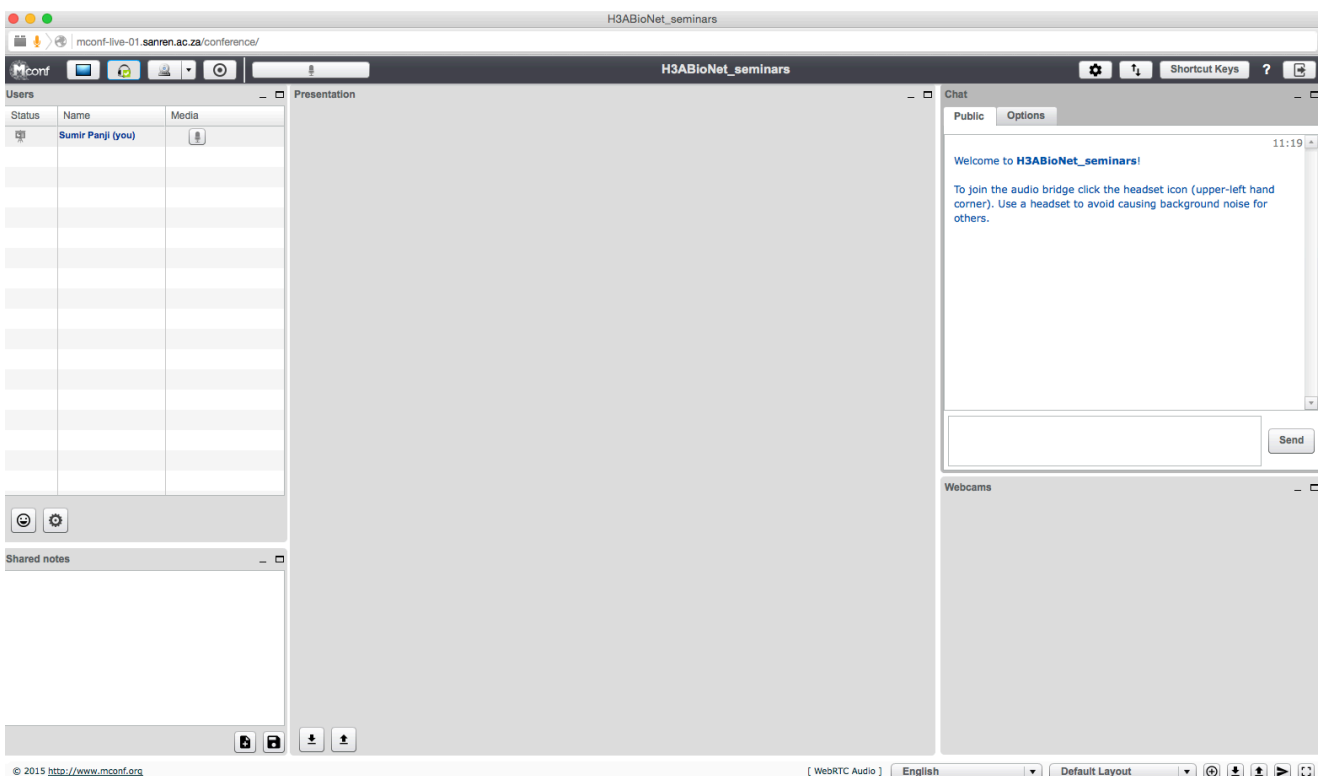 H3ABioNet_seminars
mconf-live-01.sanren.ac.za/conference/
Mconf
H3ABioNet_seminars
Shortcut Keys
?
Users
Status Name Media
Sumir Panji (you)
Shared notes
Presentation
Chat
Public Options
11:19
Welcome to H3ABioNet_seminars!
To join the audio bridge click the headset icon (upper-left hand
corner). Use a headset to avoid causing background noise for
others.
Send
Webcams
© 2015 http://www.mconf.org
[ WebRTC Audio ]
English
Default Layout